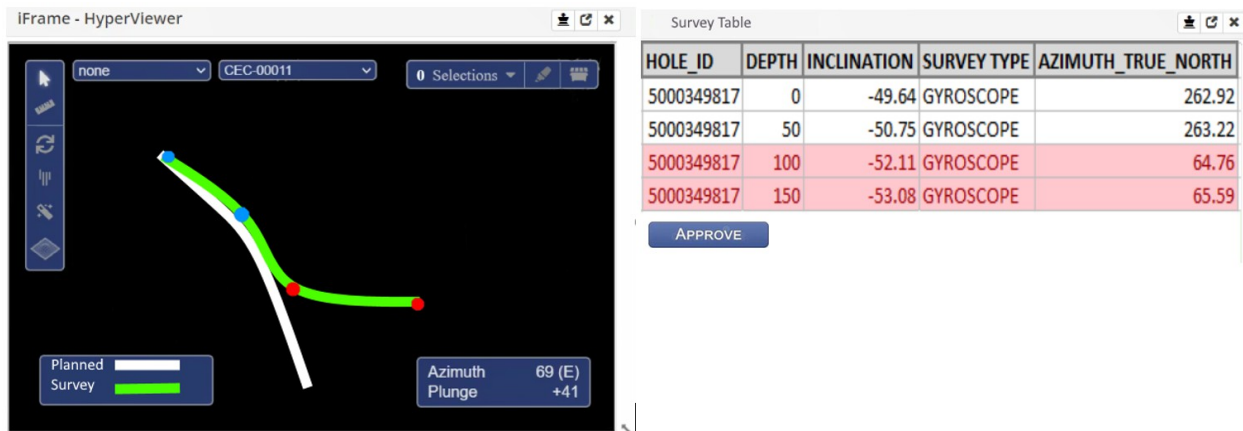 iFrame - HyperViewer
none
CEC-00011
0 Selections
Planned
Survey
Azimuth 69 (E)
Plunge +41
Survey Table
HOLE_ID DEPTH INCLINATION SURVEY TYPE AZIMUTH_TRUE_NORTH
5000349817 0 -49.64 GYROSCOPE 262.92
5000349817 50 -50.75 GYROSCOPE 263.22
5000349817 100 -52.11 GYROSCOPE 64.76
5000349817 150 -53.08 GYROSCOPE 65.59
APPROVE